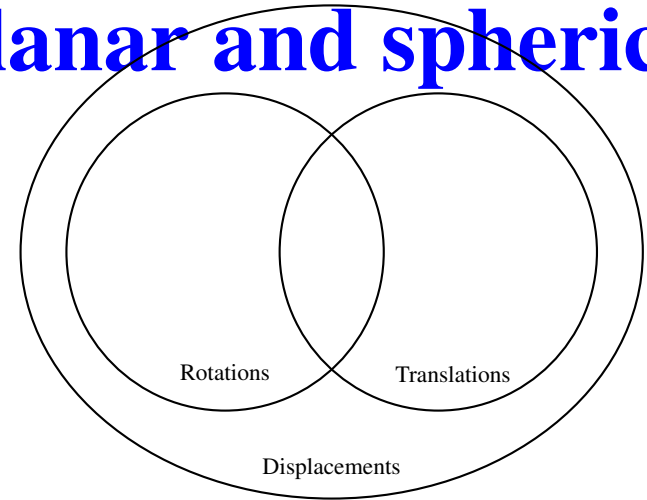 lanar and spheric
Rotations
Translations
Displacements